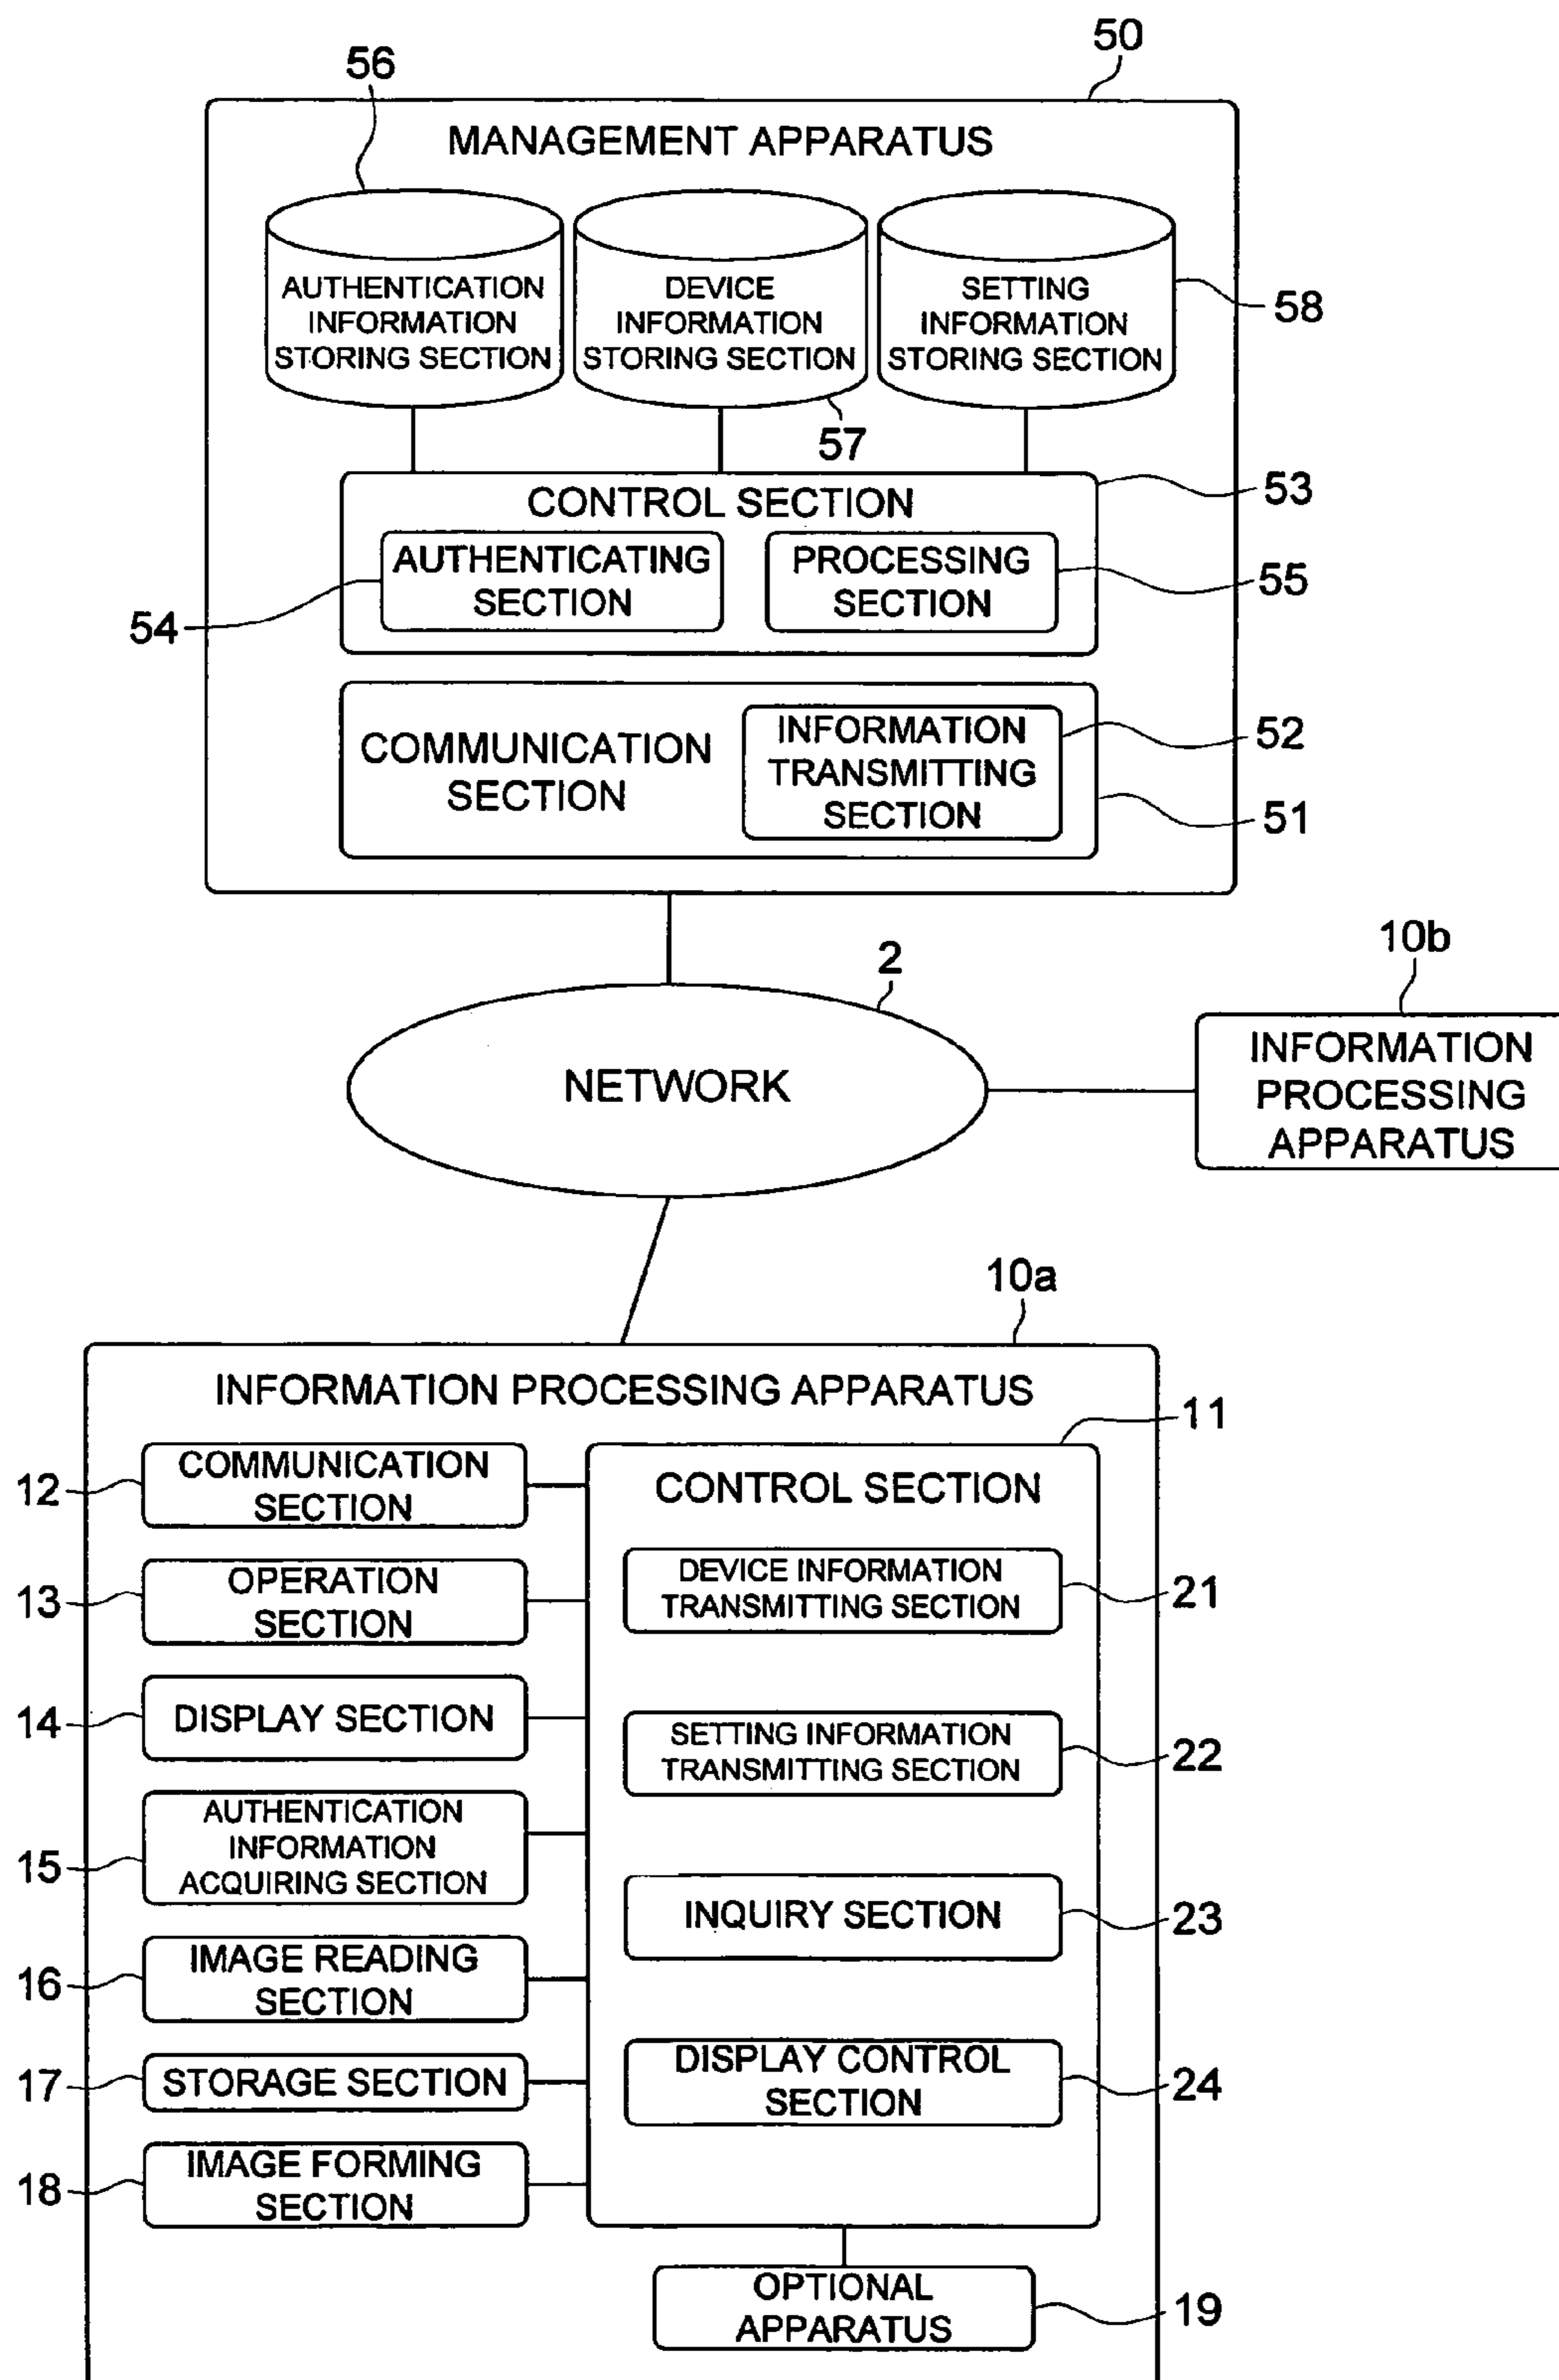 50
56
MANAGEMENT APPARATUS
AUTHENTICATION
INFORMATION
STORING SECTION
DEVICE
INFORMATION
STORING SECTION
SETTING
INFORMATION
STORING SECTION
58
57
CONTROL SECTION
53
AUTHENTICATING
SECTION
PROCESSING
SECTION
55
54
COMMUNICATION
SECTION
INFORMATION
TRANSMITTING
SECTION
52
51
2
NETWORK
10b
INFORMATION
PROCESSING
APPARATUS
10a
INFORMATION PROCESSING APPARATUS
11
12
COMMUNICATION
SECTION
CONTROL SECTION
13
OPERATION
SECTION
DEVICE INFORMATION
TRANSMITTING SECTION
21
14
DISPLAY SECTION
SETTING INFORMATION
TRANSMITTING SECTION
22
15
AUTHENTICATION
INFORMATION
ACQUIRING SECTION
INQUIRY SECTION
23
16
IMAGE READING
SECTION
17
STORAGE SECTION
DISPLAY CONTROL
SECTION
24
18
IMAGE FORMING
SECTION
OPTIONAL
APPARATUS
19